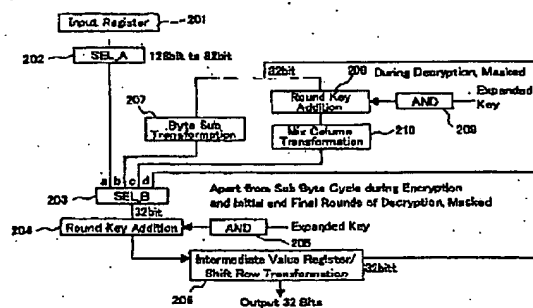 Input Register
201
202
SEL_A
128bit to 32bit
32bit
206
During Decryption, Masked
207
Round Key
Addition
AND
Expanded
Key
209
Byte Sub
Transformation
Mix Column
Transformation
210
a b c d
203
SEL_B
32bit
Apart from Sub Byte Cycle during Encryption
and Initial and Final Rounds of Decryption, Masked
204
Round Key Addition
AND
Expanded Key
205
Intermediate Value Register/
Shift Row Transformation
32bit
206
Output 32 Bits